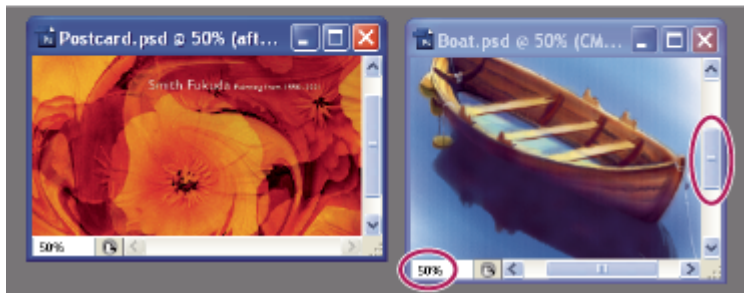 Postcard.psd @ 50% (aft...
Smith Fukuda
50%
Boat.psd @ 50% (CM...
50%